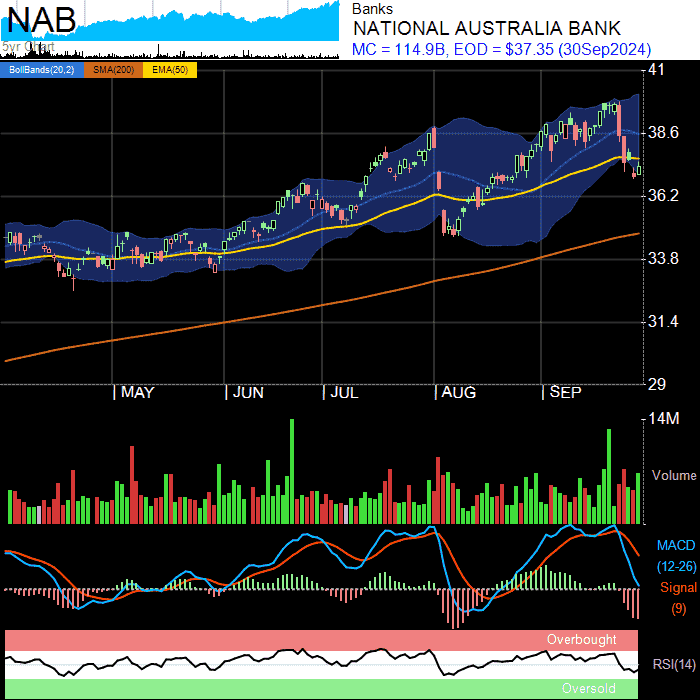 NAB
5yr Chart
Banks
NATIONAL AUSTRALIA BANK
MC = 114.9B, EOD = $37.35 (30Sep2024)
BollBands(20,2) SMA(200) EMA(50)
41
38.6
36.2
33.8
31.4
29
MAY JUN JUL AUG SEP
14M
Volume
MACD
(12-26)
Signal
(9)
Overbought
RSI(14)
Oversold